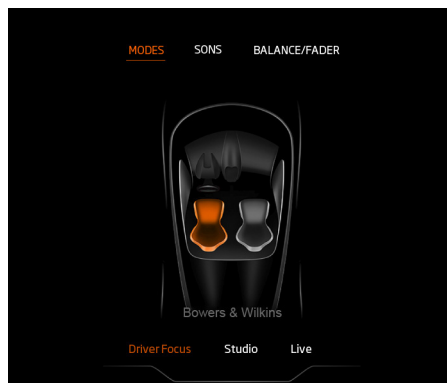 MODES SONS BALANCE/FADER
Bowers & Wilkins
Driver Focus Studio Live